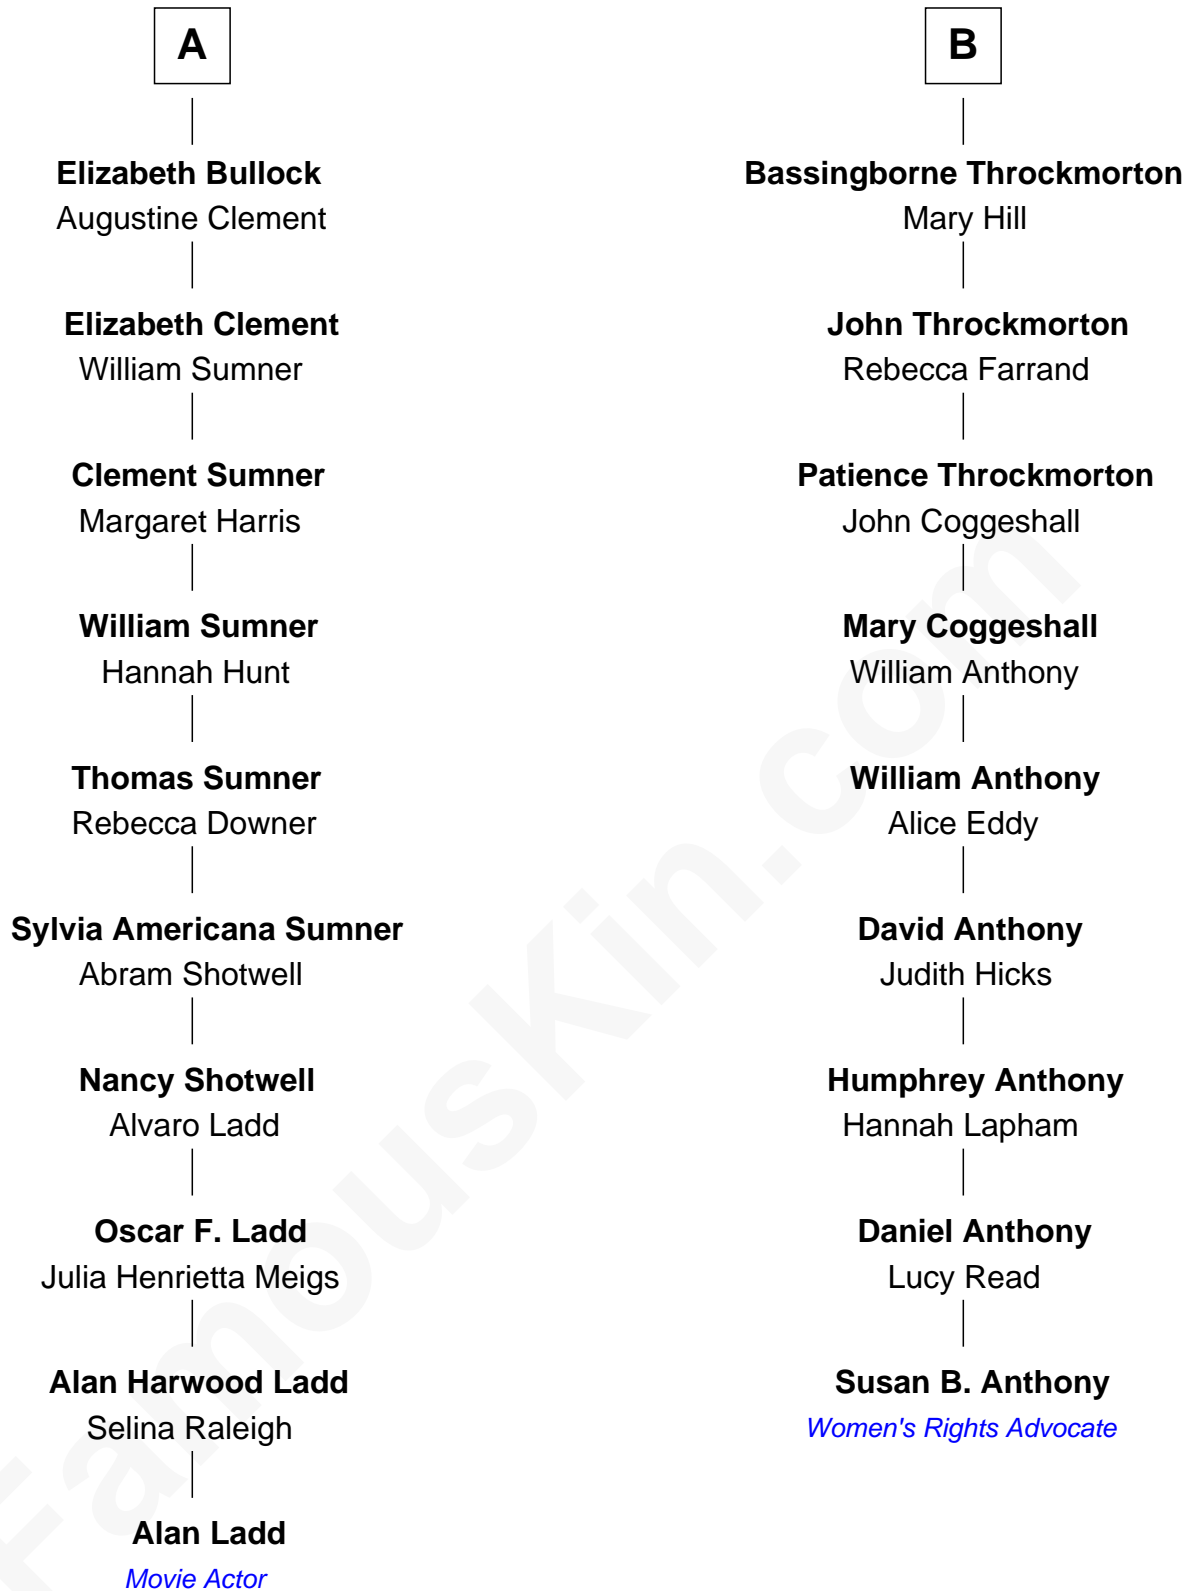 A
Elizabeth Bullock
Augustine Clement
Elizabeth Clement
William Sumner
Clement Sumner
Margaret Harris
William Sumner
Hannah Hunt
Thomas Sumner
Rebecca Downer
Sylvia Americana Sumner
Abram Shotwell
Nancy Shotwell
Alvaro Ladd
Oscar F. Ladd
Julia Henrietta Meigs
Alan Harwood Ladd
Selina Raleigh
Alan Ladd
Movie Actor
B
Bassingborne Throckmorton
Mary Hill
John Throckmorton
Rebecca Farrand
Patience Throckmorton
John Coggeshall
Mary Coggeshall
William Anthony
William Anthony
Alice Eddy
David Anthony
Judith Hicks
Humphrey Anthony
Hannah Lapham
Daniel Anthony
Lucy Read
Susan B. Anthony
Women's Rights Advocate
FamousKin.com